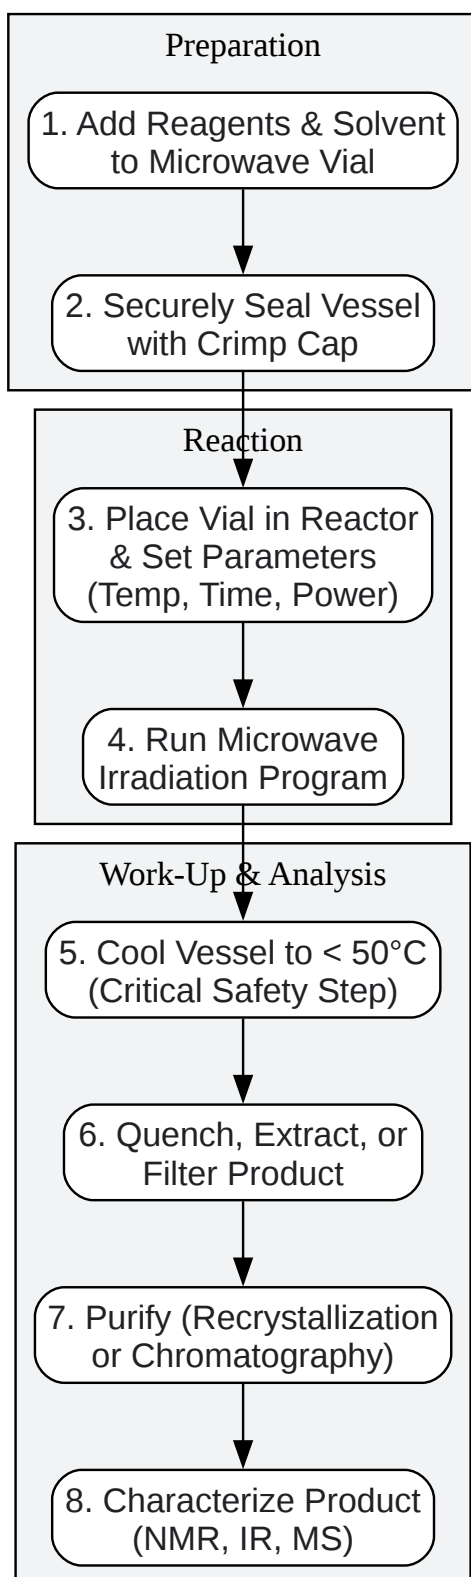 Preparation
1. Add Reagents & Solvent
to Microwave Vial
2. Securely Seal Vessel
with Crimp Cap
Reaction
3. Place Vial in Reactor
& Set Parameters
(Temp, Time, Power)
4. Run Microwave
Irradiation Program
Work-Up & Analysis
5. Cool Vessel to < 50°C
(Critical Safety Step)
6. Quench, Extract, or
Filter Product
7. Purify (Recrystallization
or Chromatography)
8. Characterize Product
(NMR, IR, MS)